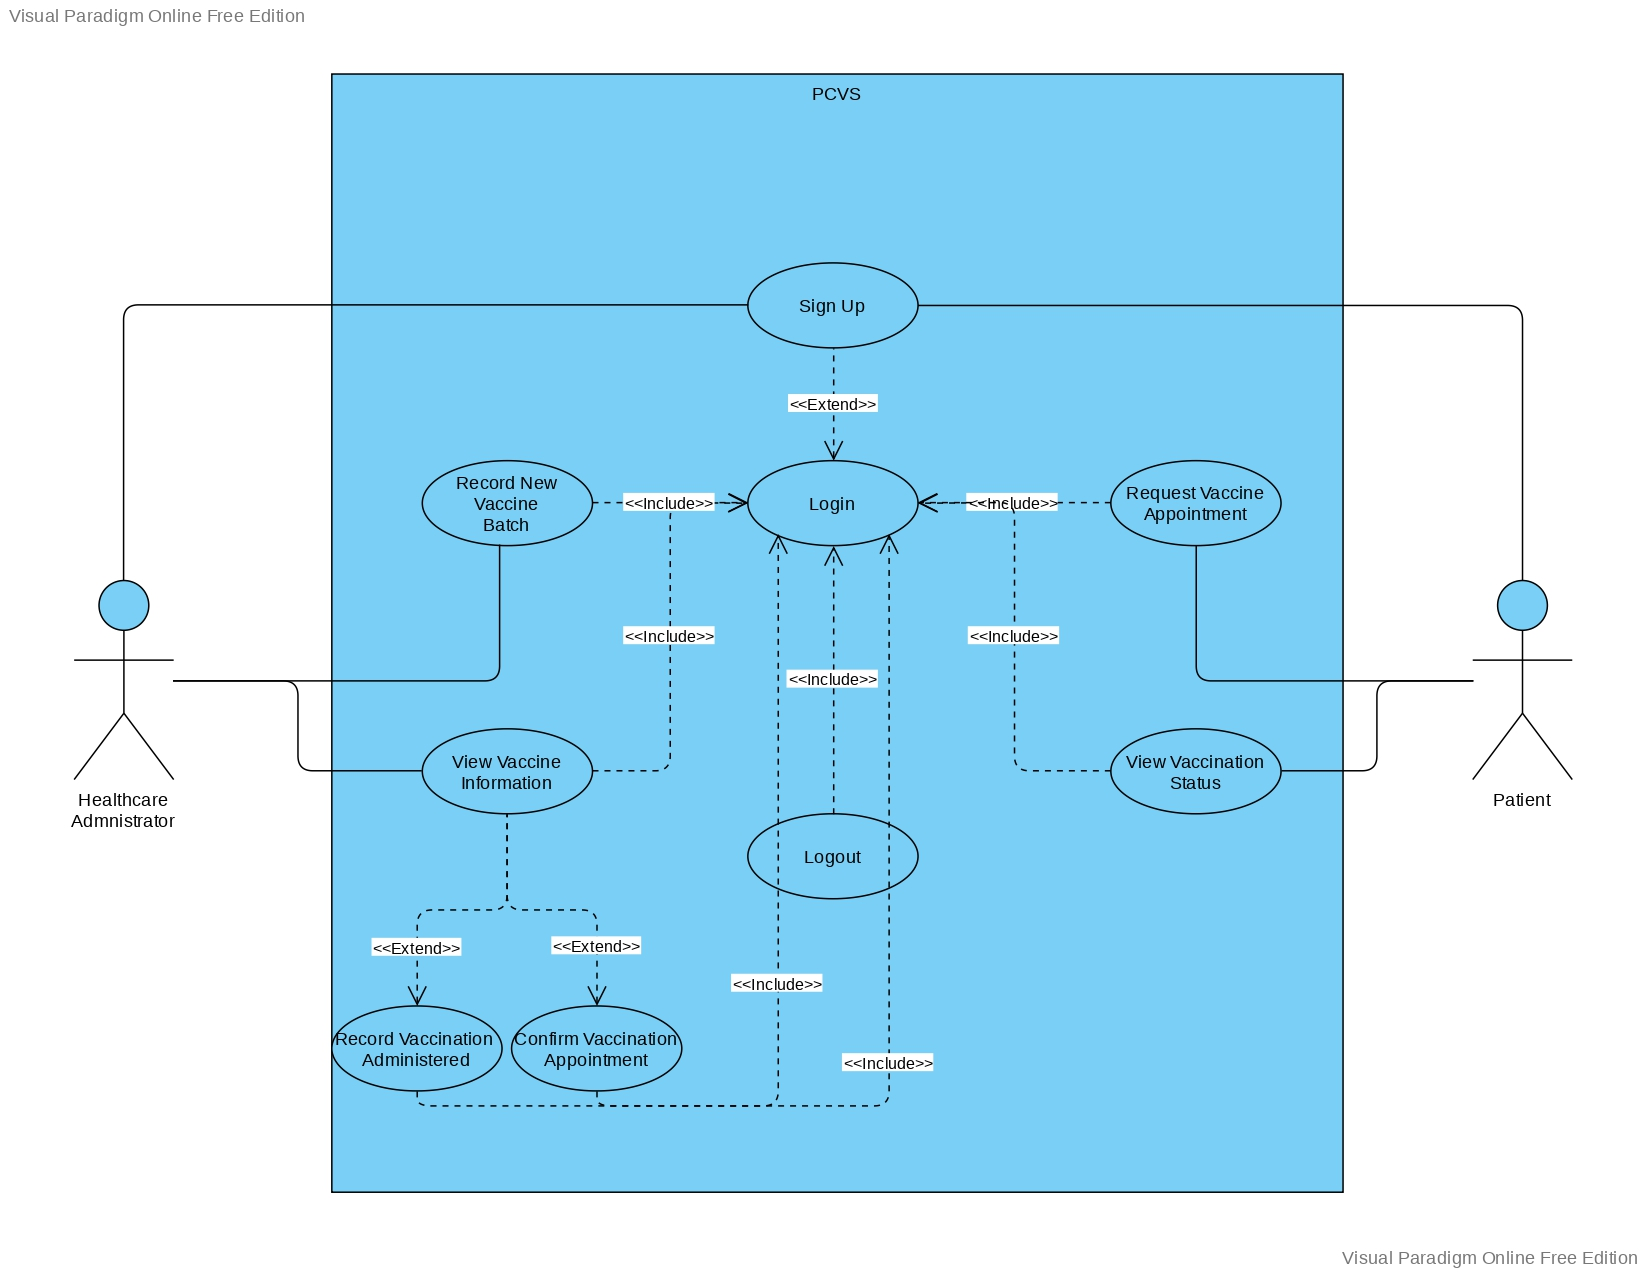 Visual Paradigm Online Free Edition
PCVS
Sign Up
<<Extend>>
Record New
Vaccine
Batch
<<Include>>
Login
<<Include>>
Request Vaccine
Appointment
<<Include>>
<<Include>>
<<Include>>
View Vaccine
Information
View Vaccination
Status
Healthcare
Admnistrator
Patient
Logout
<<Extend>>
<<Extend>>
<<Include>>
Record Vaccination
Administered
Confirm Vaccination
Appointment
<<Include>>
Visual Paradigm Online Free Edition